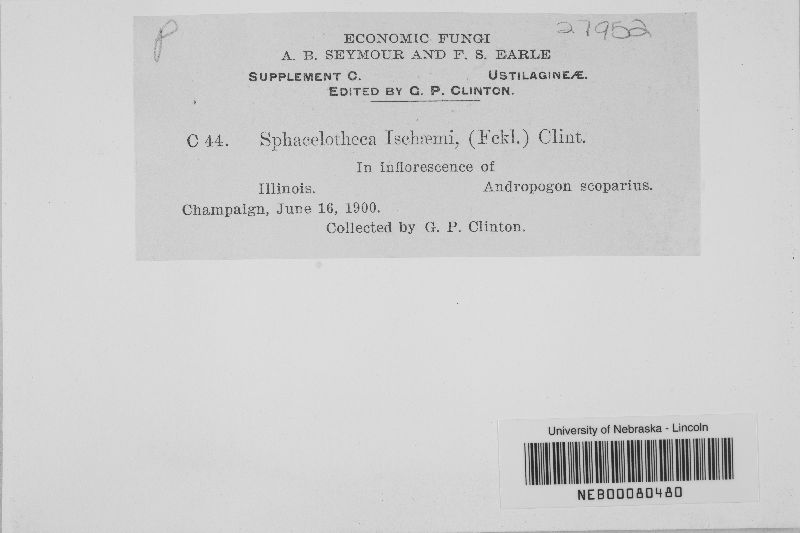 P
27952
ECONOMIC FUNGI
A. B. SEYMOUR AND F. S. EARLE
SUPPLEMENT C. USTILAGINEÆ.
EDITED BY G. P. CLINTON.
C 44. Sphacelotheca Ischæmi, (Fckl.) Clint.
In inflorescence of
Illinois. Andropogon scoparius.
Champaign, June 16, 1900.
Collected by G. P. Clinton.
University of Nebraska - Lincoln
NEB00080480